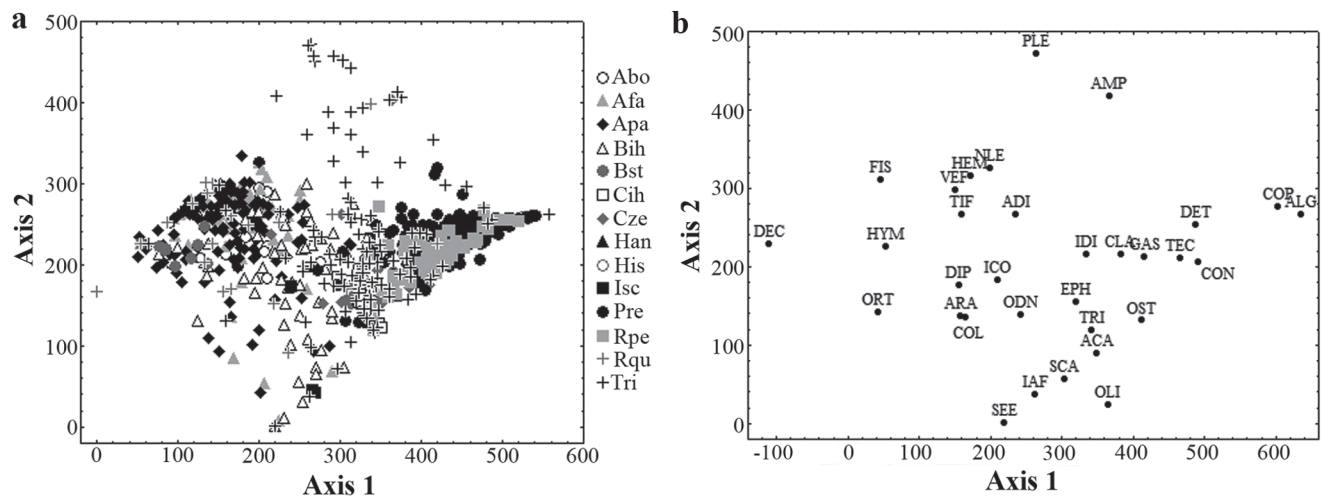 a
500
400
300
200
100
0
Axis 2
0 100 200 300 400 500 600
Axis 1
Abo
Afa
Apa
Bih
Bst
Cih
Cze
Han
His
Isc
Pre
Rpe
Rqu
Tri
b
500
400
300
200
100
0
Axis 2
PLE
AMP
NLE
HEM
FIS
VEF
TIF ADI
COP ALG
DET
DEC
HYM
IDI CLA GAS TEC
CON
DIP ICO
EPH
ORT ARA ODN OST
COL
TRI
ACA
SCA
IAF
OLI
SEE
-100 0 100 200 300 400 500 600
Axis 1